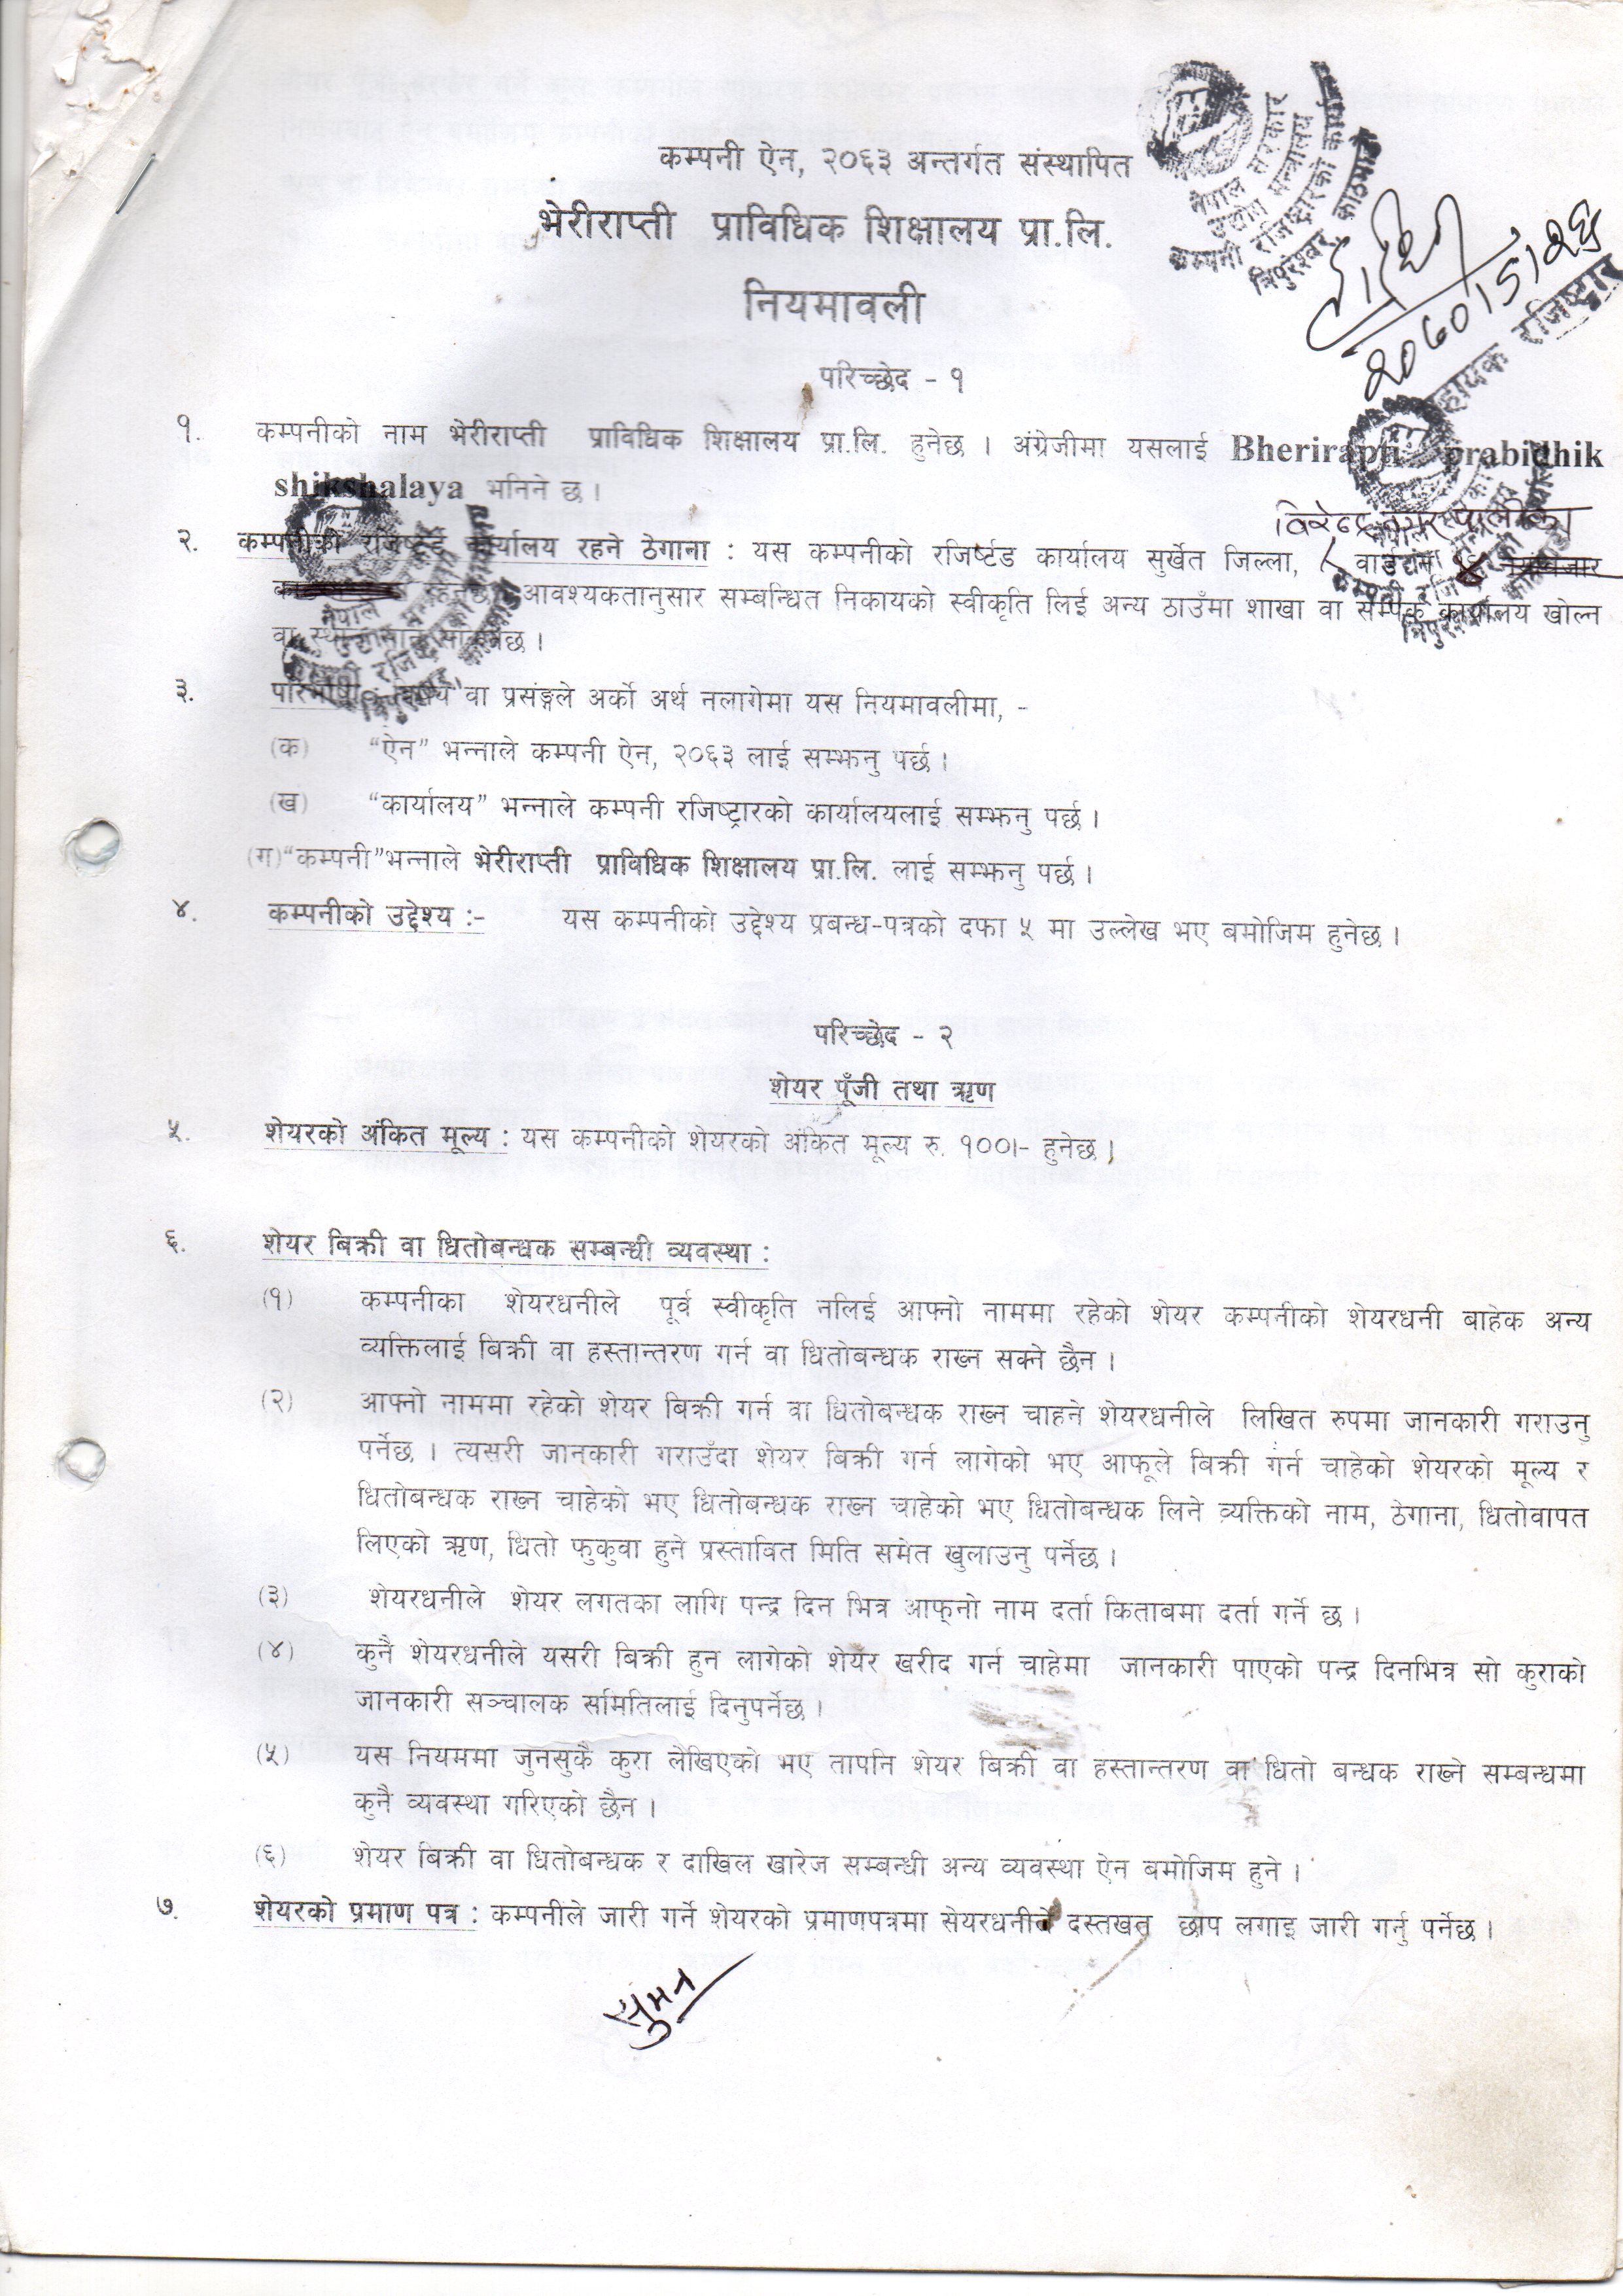 कम्पनी ऐन, २०६३ अन्तर्गत संस्थापित
भेरीराप्ती प्राविधिक शिक्षालय प्रा.लि.
नियमावली
नेपाल सरकार
उद्योग मन्त्रालय
कम्पनी रजिष्ट्रारको कार्यालय
त्रिपुरेश्वर, काठमाडौं
सहायक रजिष्ट्रार
परिच्छेद - १
१. कम्पनीको नाम भेरीराप्ती प्राविधिक शिक्षालय प्रा.लि. हुनेछ । अंग्रेजीमा यसलाई Bherirapti prabidhik
shikshalaya भनिने छ ।
विरेन्द्रनगरपालिका
२. कम्पनीको रजिर्ष्टर्ड कार्यालय रहने ठेगाना : यस कम्पनीको रजिर्ष्टड कार्यालय सुर्खेत जिल्ला, वार्ड नं
रहनेछ। आवश्यकतानुसार सम्बन्धित निकायको स्वीकृति लिई अन्य ठाउँमा शाखा वा सम्पर्क कार्यालय खोल्न
वा स्थानान्तरण गर्न सक्नेछ ।
३. परिभाषा : विषय वा प्रसंङ्गले अर्को अर्थ नलागेमा यस नियमावलीमा, -
(क) “ऐन” भन्नाले कम्पनी ऐन, २०६३ लाई सम्झनु पर्छ ।
(ख) “कार्यालय” भन्नाले कम्पनी रजिष्ट्रारको कार्यालयलाई सम्झनु पर्छ ।
(ग)“कम्पनी”भन्नाले भेरीराप्ती प्राविधिक शिक्षालय प्रा.लि. लाई सम्झनु पर्छ ।
४. कम्पनीको उद्देश्य :- यस कम्पनीको उद्देश्य प्रबन्ध-पत्रको दफा ५ मा उल्लेख भए बमोजिम हुनेछ ।
परिच्छेद - २
शेयर पूँजी तथा ऋण
५. शेयरको अंकित मूल्य : यस कम्पनीको शेयरको अंकित मूल्य रु. १००।- हुनेछ ।
६. शेयर बिक्री वा धितोबन्धक सम्बन्धी व्यवस्था :
(१) कम्पनीका शेयरधनीले पूर्व स्वीकृति नलिई आफ्नो नाममा रहेको शेयर कम्पनीको शेयरधनी बाहेक अन्य
व्यक्तिलाई बिक्री वा हस्तान्तरण गर्न वा धितोबन्धक राख्न सक्ने छैन ।
(२) आफ्नो नाममा रहेको शेयर बिक्री गर्न वा धितोबन्धक राख्न चाहने शेयरधनीले लिखित रुपमा जानकारी गराउनु
पर्नेछ । त्यसरी जानकारी गराउँदा शेयर बिक्री गर्न लागेको भए आफूले बिक्री गर्न चाहेको शेयरको मूल्य र
धितोबन्धक राख्न चाहेको भए धितोबन्धक राख्न चाहेको भए धितोबन्धक लिने व्यक्तिको नाम, ठेगाना, धितोवापत
लिएको ऋण, धितो फुकुवा हुने प्रस्तावित मिति समेत खुलाउनु पर्नेछ ।
(३) शेयरधनीले शेयर लगतका लागि पन्द्र दिन भित्र आफ्‌नो नाम दर्ता किताबमा दर्ता गर्ने छ ।
(४) कुनै शेयरधनीले यसरी बिक्री हुन लागेको शेयर खरीद गर्न चाहेमा जानकारी पाएको पन्द्र दिनभित्र सो कुराको
जानकारी सञ्चालक समितिलाई दिनुपर्नेछ ।
(५) यस नियममा जुनसुकै कुरा लेखिएको भए तापनि शेयर बिक्री वा हस्तान्तरण वा धितो बन्धक राख्ने सम्बन्धमा
कुनै व्यवस्था गरिएको छैन ।
(६) शेयर बिक्री वा धितोबन्धक र दाखिल खारेज सम्बन्धी अन्य व्यवस्था ऐन बमोजिम हुने ।
७. शेयरको प्रमाण पत्र : कम्पनीले जारी गर्ने शेयरको प्रमाणपत्रमा सेयरधनीले दस्तखत छाप लगाइ जारी गर्नु पर्नेछ ।
सुमन